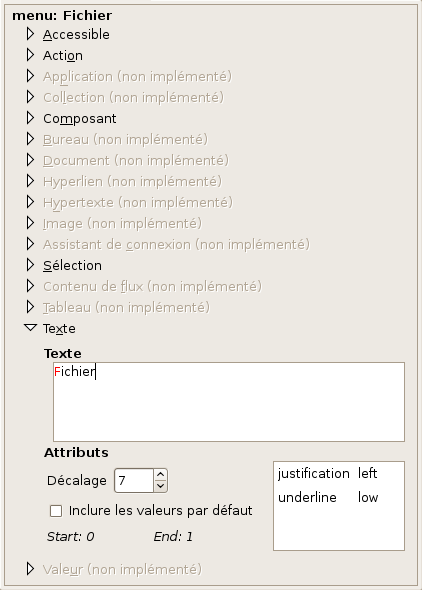 menu: Fichier
Accessible
Action
Application (non implémenté)
Collection (non implémenté)
Composant
Bureau (non implémenté)
Document (non implémenté)
Hyperlien (non implémenté)
Hypertexte (non implémenté)
Image (non implémenté)
Assistant de connexion (non implémenté)
Sélection
Contenu de flux (non implémenté)
Tableau (non implémenté)
Texte
Texte
Fichier
Attributs
Décalage 7
Inclure les valeurs par défaut
Start: 0 End: 1
justification left
underline low
Valeur (non implémenté)